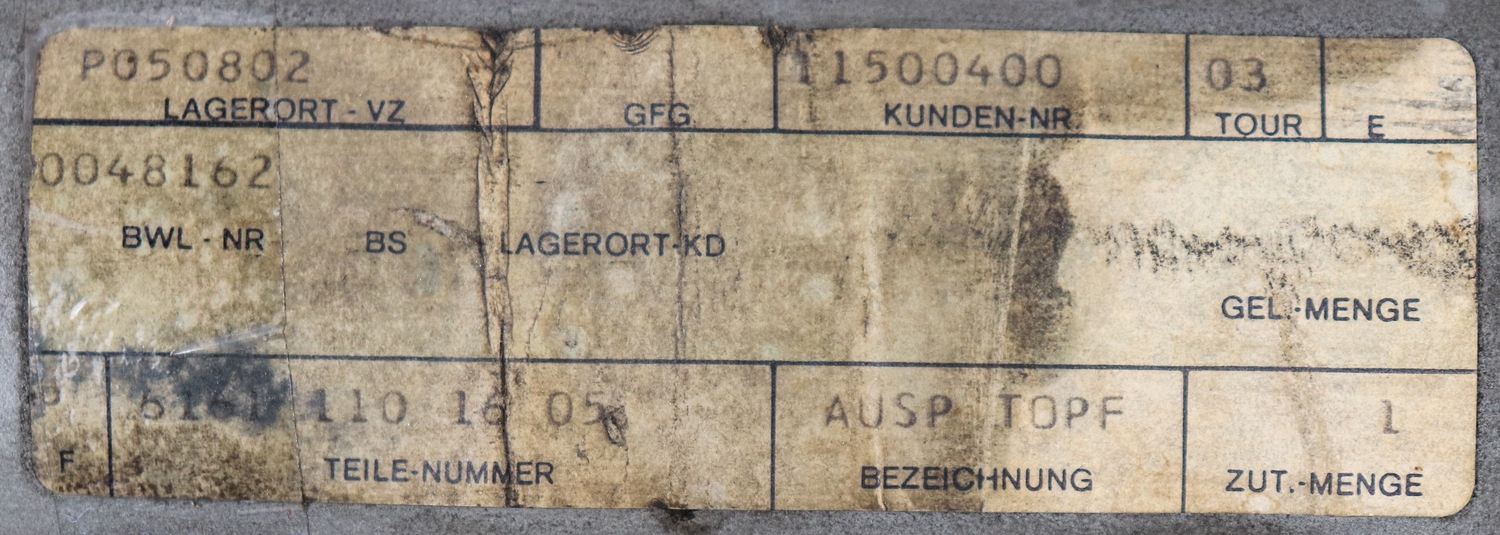 P050802 11500400 03
LAGERORT - VZ GFG KUNDEN-NR. TOUR E
0048162
BWL - NR BS LAGERORT-KD
GEL.-MENGE
6161 110 16 05 AUSP TOPF 1
F TEILE-NUMMER BEZEICHNUNG ZUT.-MENGE